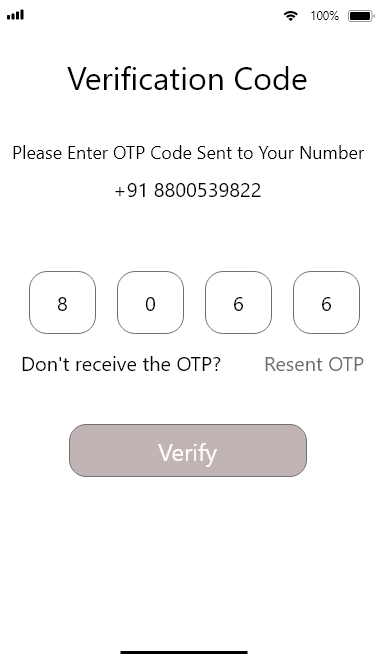 100%
Verification Code
Please Enter OTP Code Sent to Your Number
+91 8800539822
8 0 6 6
Don't receive the OTP? Resent OTP
Verify